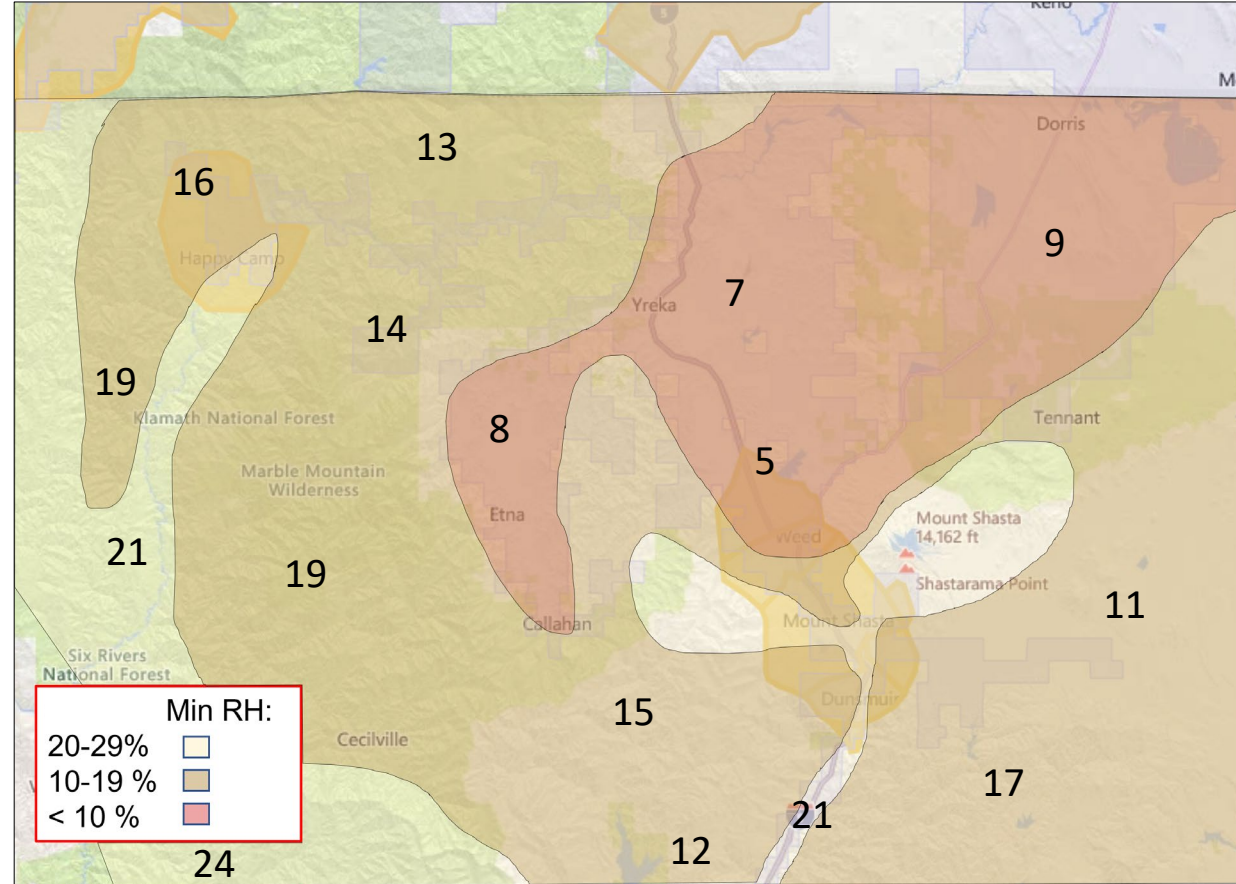 Keno
5
Dorris
13
16
9
Happy Camp
7
Yreka
14
19
Klamath National Forest
Tennant
8
5
Marble Mountain
Wilderness
Etna
Mount Shasta
14,162 ft
Weed
21
19
Shastarama Point
11
Callahan
Mount Shasta
Six Rivers
National Forest
Dunsmuir
15
Min RH:
20-29%
10-19 %
< 10 %
Cecilville
17
21
12
24